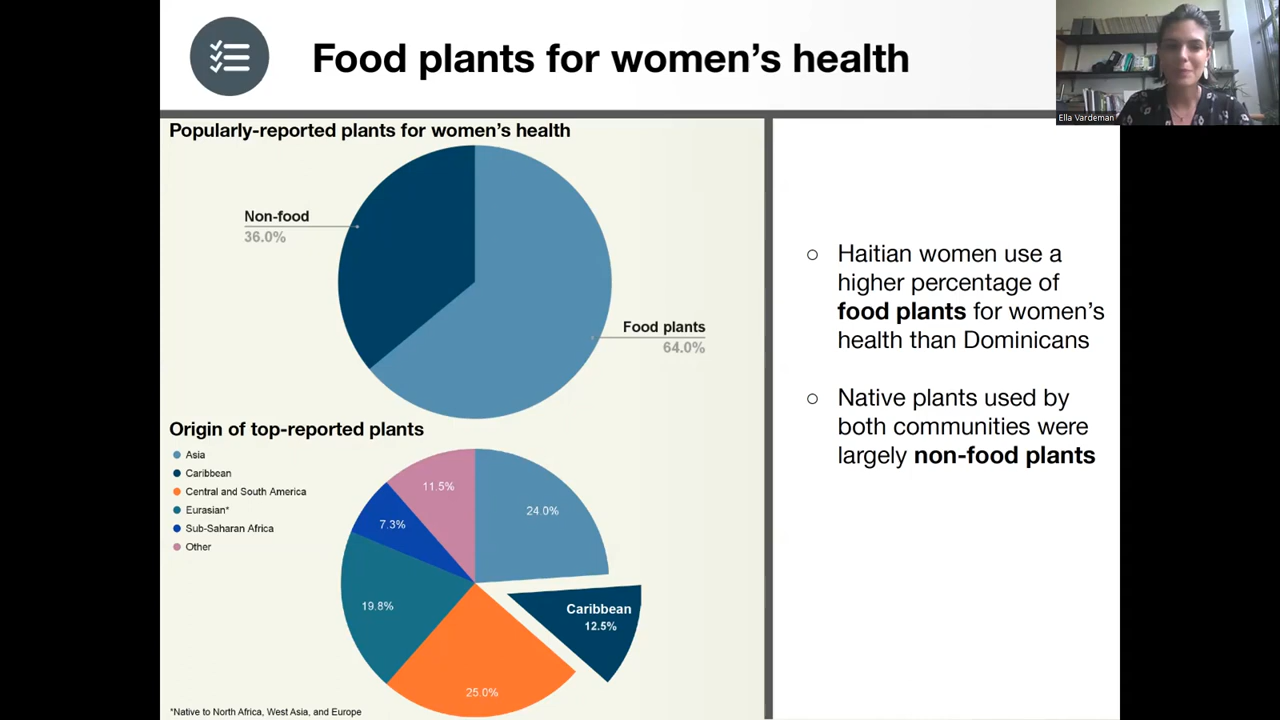 Food plants for women's health
Ella Vardeman
Popularly-reported plants for women's health
Non-food
36.0%
Food plants
64.0%
Origin of top-reported plants
Asia
Caribbean
Central and South America
Eurasian*
Sub-Saharan Africa
Other
11.5%
24.0%
7.3%
19.8%
Caribbean
12.5%
25.0%
*Native to North Africa, West Asia, and Europe
Haitian women use a
higher percentage of
food plants for women's
health than Dominicans
Native plants used by
both communities were
largely non-food plants